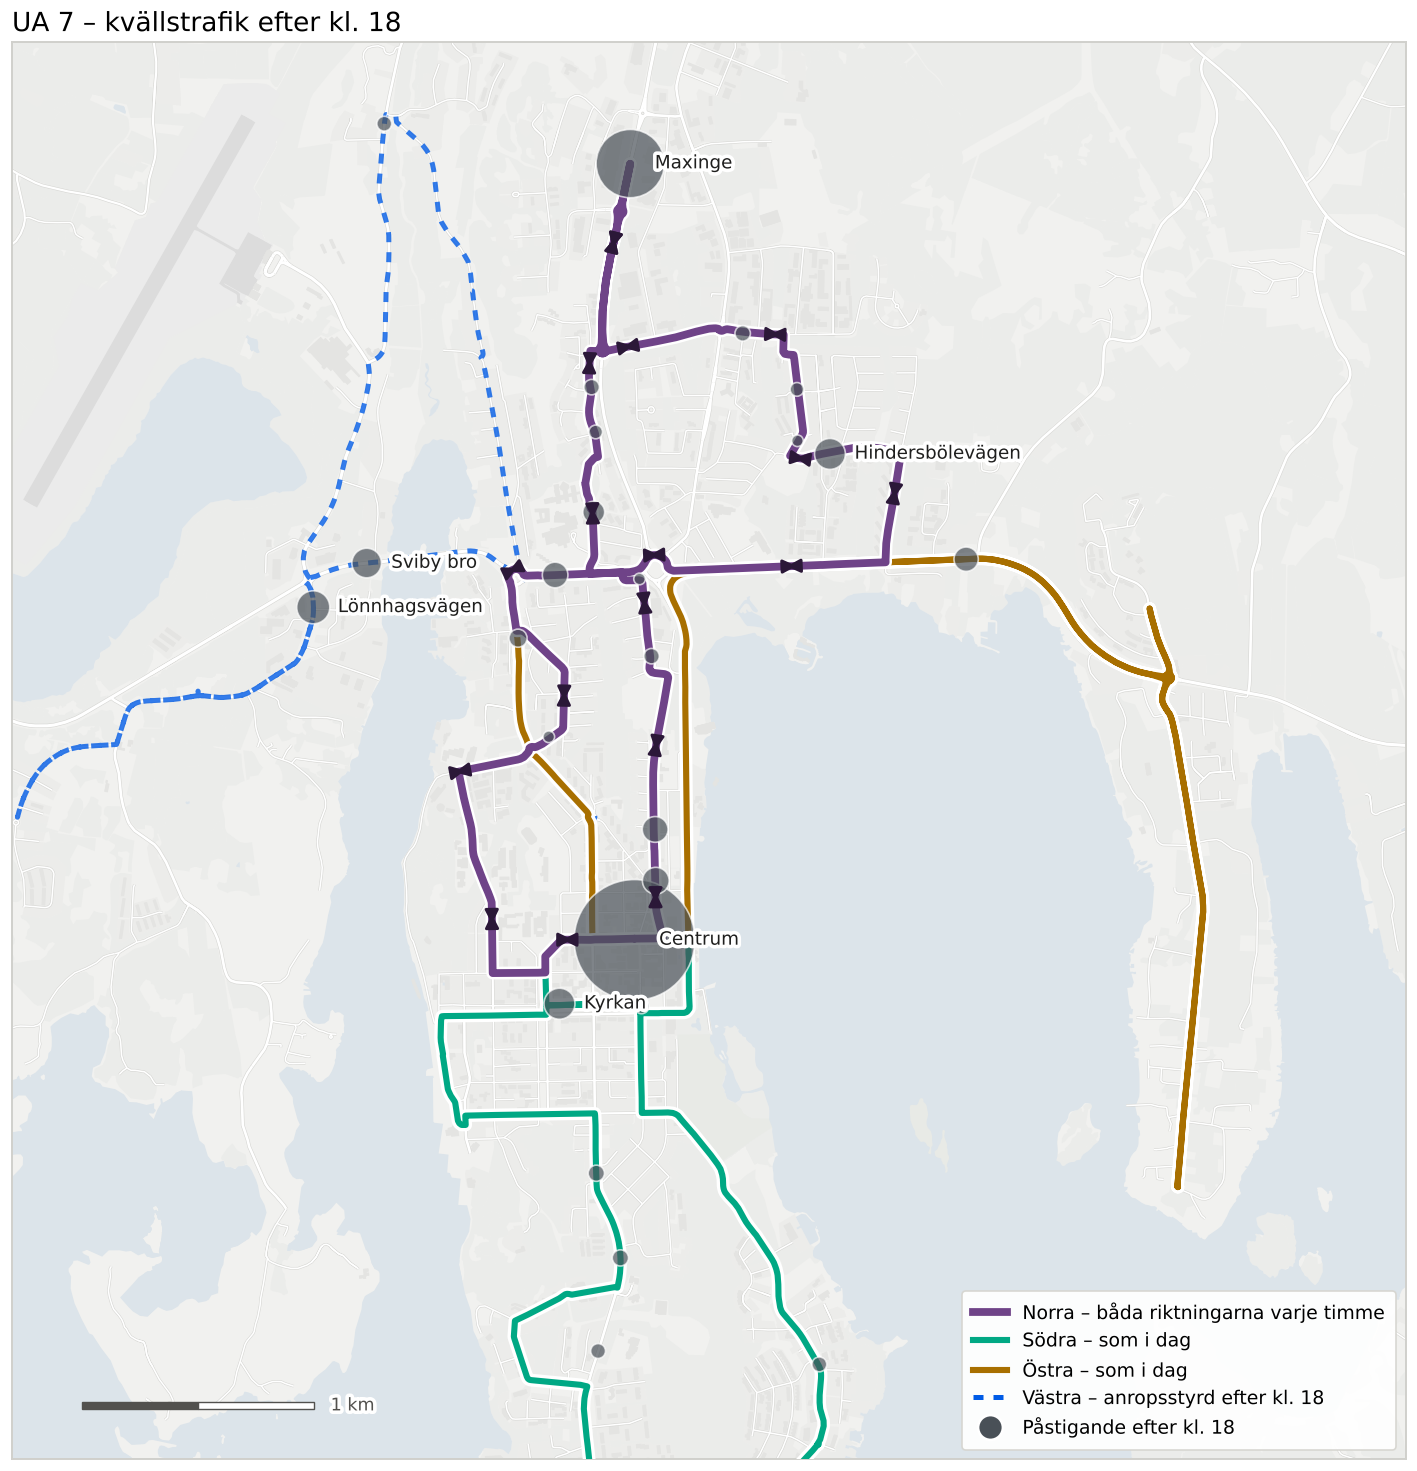 UA 7 – kvällstrafik efter kl. 18
Maxinge
Hindersbölevägen
Sviby bro
Lönnhagsvägen
Centrum
Kyrkan
Norra – båda riktningarna varje timme
Södra – som i dag
Östra – som i dag
Västra – anropsstyrd efter kl. 18
Påstigande efter kl. 18
1 km